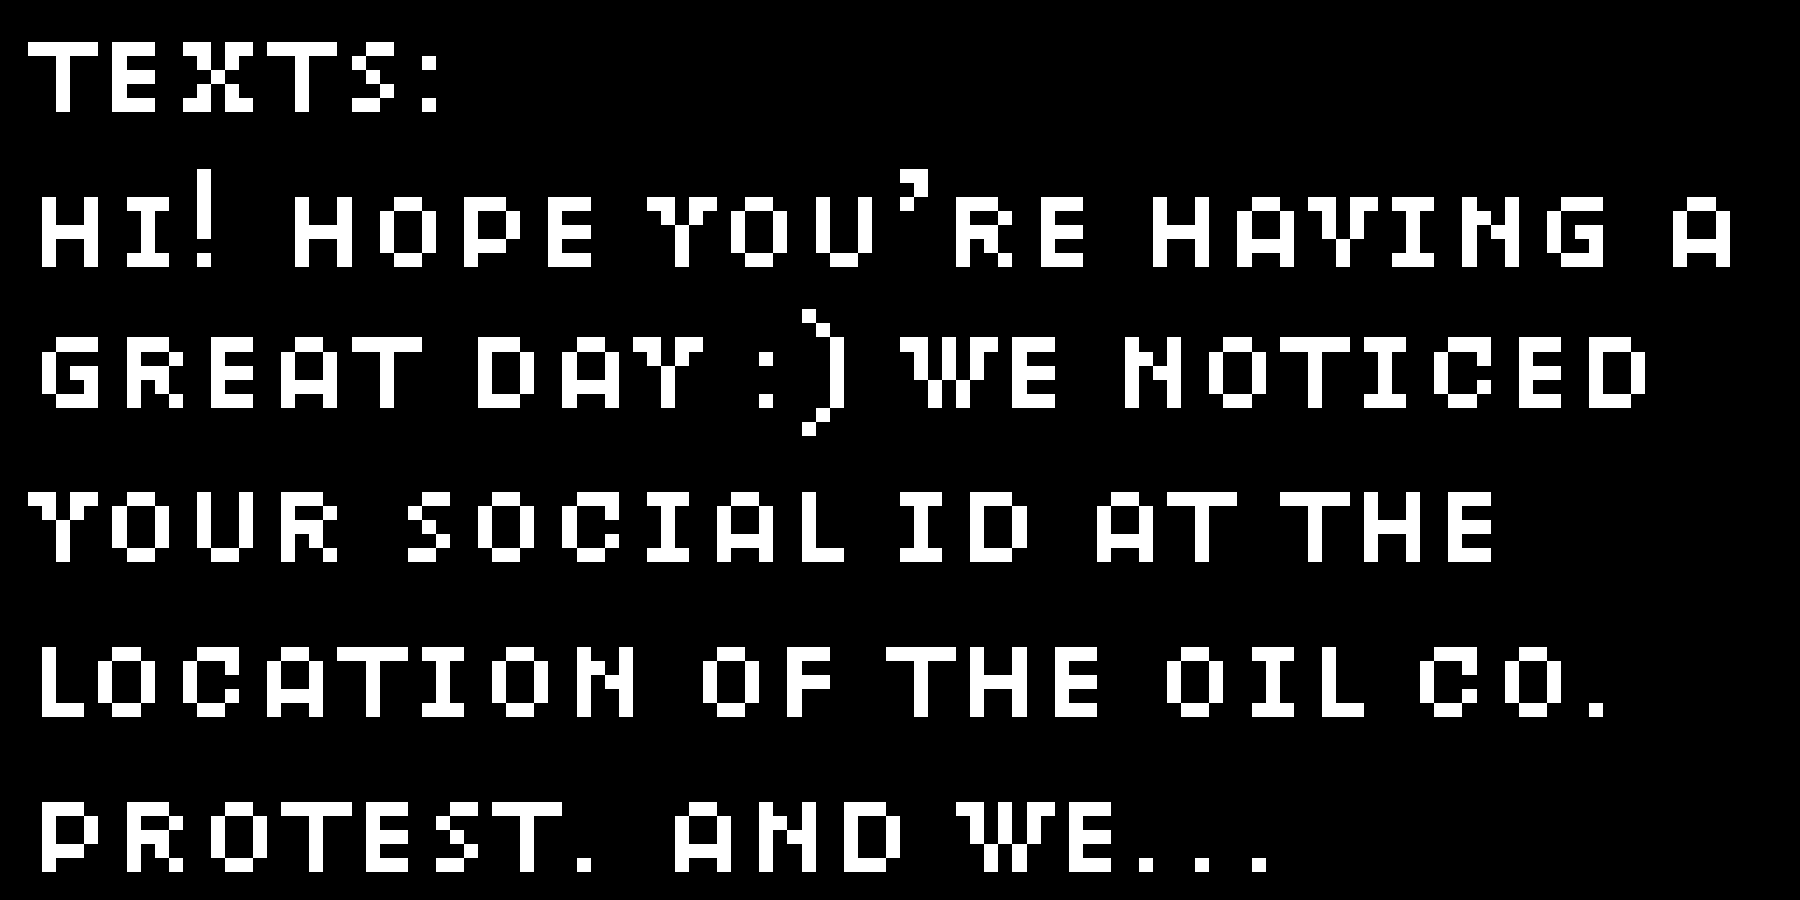 TEXTS:
HI! HOPE YOU'RE HAVING A
GREAT DAY :) WE NOTICED
YOUR SOCIAL ID AT THE
LOCATION OF THE OIL CO.
PROTEST. AND WE...